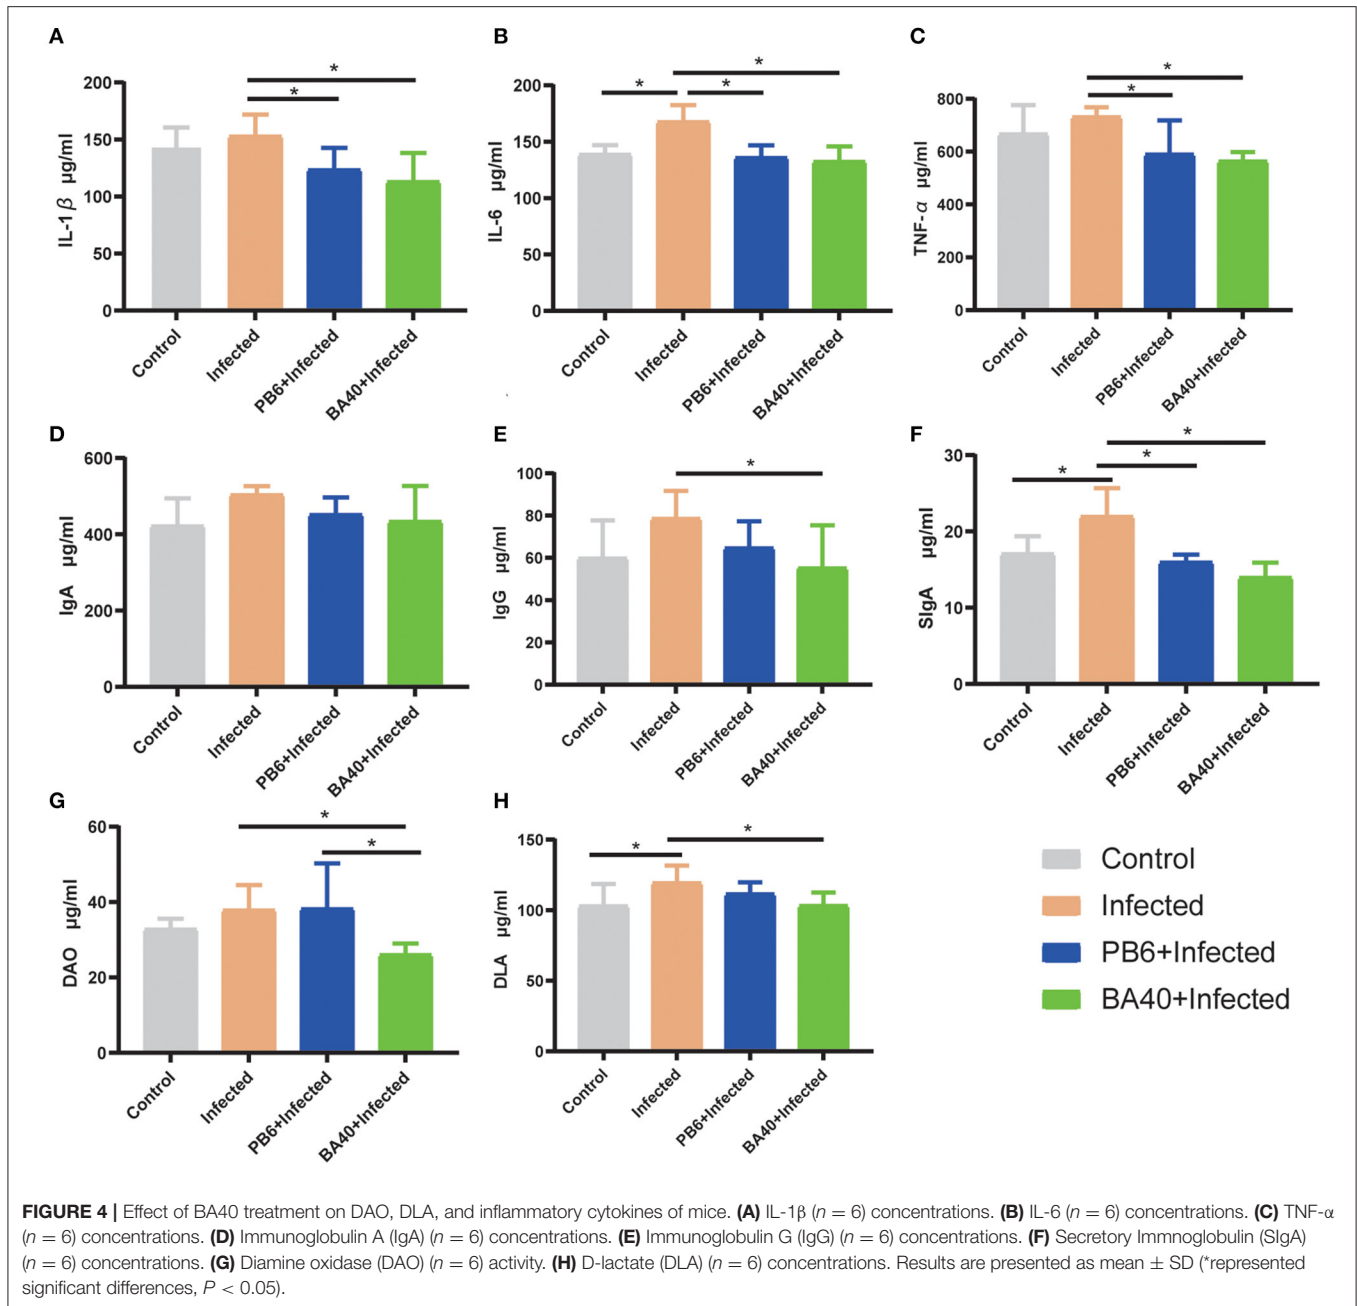 A
200
150
100
50
0
IL-1β μg/ml
*
*
Control
Infected
PB6+Infected
BA40+Infected
B
200
150
100
50
0
IL-6 μg/ml
*
*
*
Control
Infected
PB6+Infected
BA40+Infected
C
800
600
400
200
0
TNF-α μg/ml
*
*
Control
Infected
PB6+Infected
BA40+Infected
D
600
400
200
0
IgA μg/ml
Control
Infected
PB6+Infected
BA40+Infected
E
100
80
60
40
20
0
IgG μg/ml
*
Control
Infected
PB6+Infected
BA40+Infected
F
30
20
10
0
SIgA μg/ml
*
*
*
Control
Infected
PB6+Infected
BA40+Infected
G
60
40
20
0
DAO μg/ml
*
*
Control
Infected
PB6+Infected
BA40+Infected
H
150
100
50
0
DLA μg/ml
*
*
Control
Infected
PB6+Infected
BA40+Infected
Control
Infected
PB6+Infected
BA40+Infected
FIGURE 4 | Effect of BA40 treatment on DAO, DLA, and inflammatory cytokines of mice. (A) IL-1β (n = 6) concentrations. (B) IL-6 (n = 6) concentrations. (C) TNF-α
(n = 6) concentrations. (D) Immunoglobulin A (IgA) (n = 6) concentrations. (E) Immunoglobulin G (IgG) (n = 6) concentrations. (F) Secretory Immnoglobulin (SIgA)
(n = 6) concentrations. (G) Diamine oxidase (DAO) (n = 6) activity. (H) D-lactate (DLA) (n = 6) concentrations. Results are presented as mean ± SD (*represented
significant differences, P < 0.05).